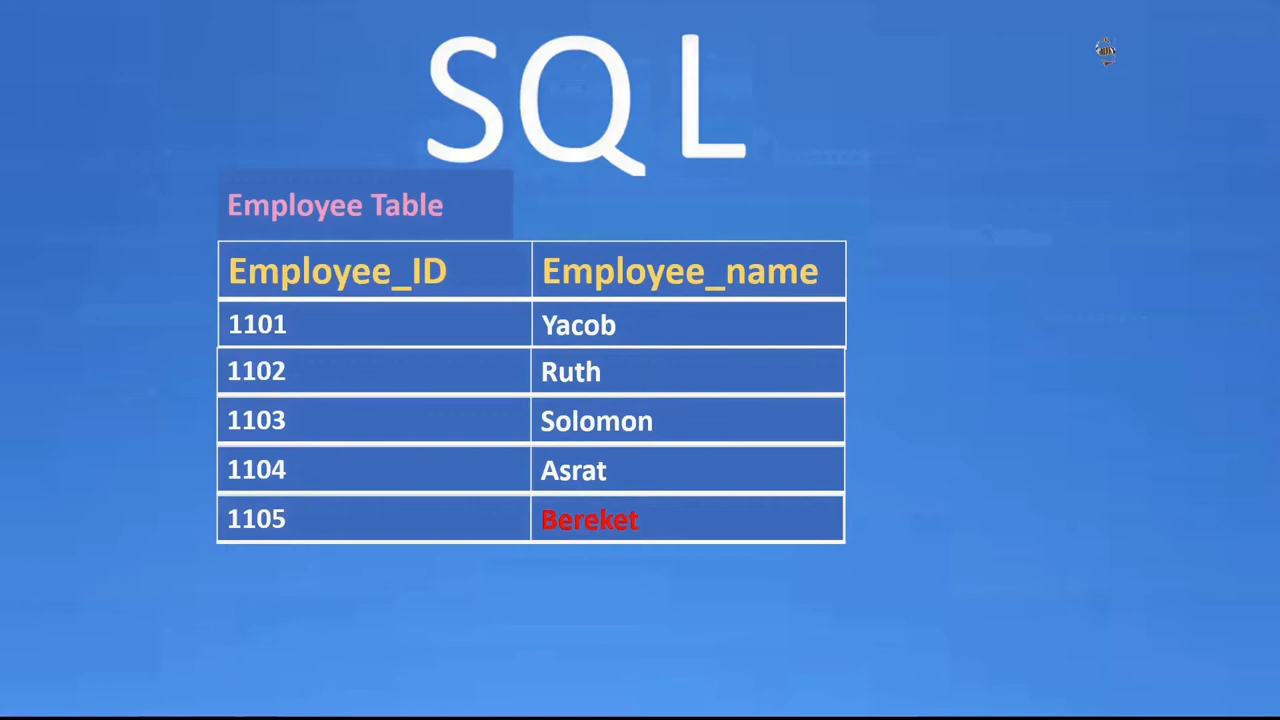 SQL
Employee Table
Employee_ID Employee_name
1101 Yacob
1102 Ruth
1103 Solomon
1104 Asrat
1105 Bereket